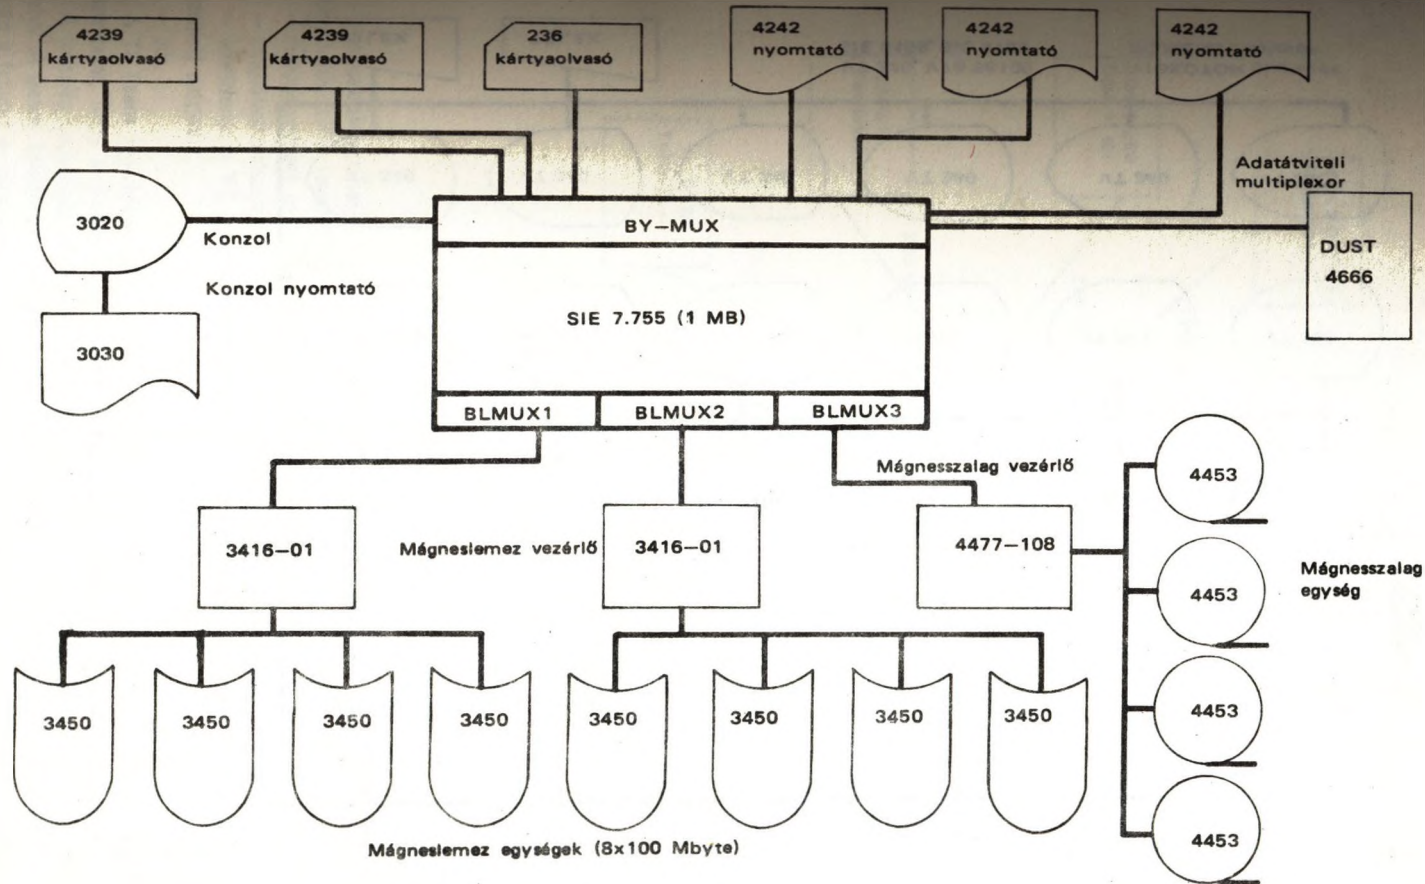 4239
kártyaolvasó
4239
kártyaolvasó
236
kártyaolvasó
4242
nyomtató
4242
nyomtató
4242
nyomtató
Adatátviteli
multiplexor
3020
Konzol
BY–MUX
DUST
4666
Konzol nyomtató
SIE 7.755 (1 MB)
3030
BLMUX1
BLMUX2
BLMUX3
Mágnesszalag vezérlő
4453
3416–01
Mágneslemez vezérlő
3416–01
4477–108
4453
Mágnesszalag
egység
3450
3450
3450
3450
3450
3450
3450
3450
4453
4453
Mágneslemez egységek (8x100 Mbyte)